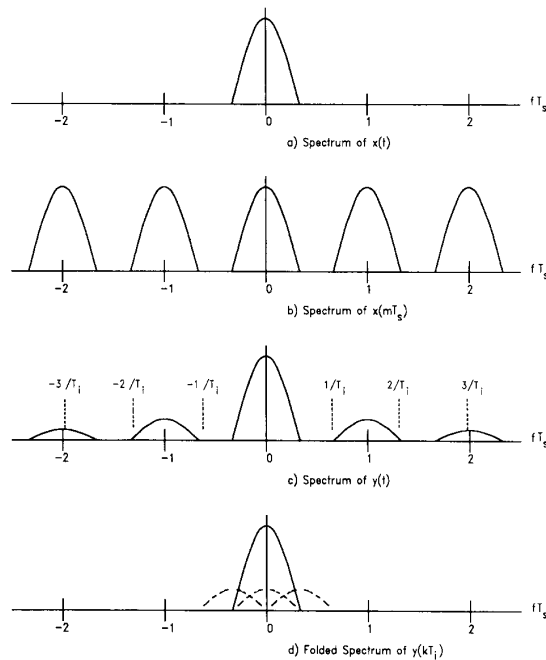 f T_s
-2 -1 0 1 2
a) Spectrum of x(t)
f T_s
-2 -1 0 1 2
b) Spectrum of x(mT_s)
-3/T_i -2/T_i -1/T_i 1/T_i 2/T_i 3/T_i
f T_s
-2 -1 0 1 2
c) Spectrum of y(t)
f T_s
-2 -1 0 1 2
d) Folded Spectrum of y(kT_i)